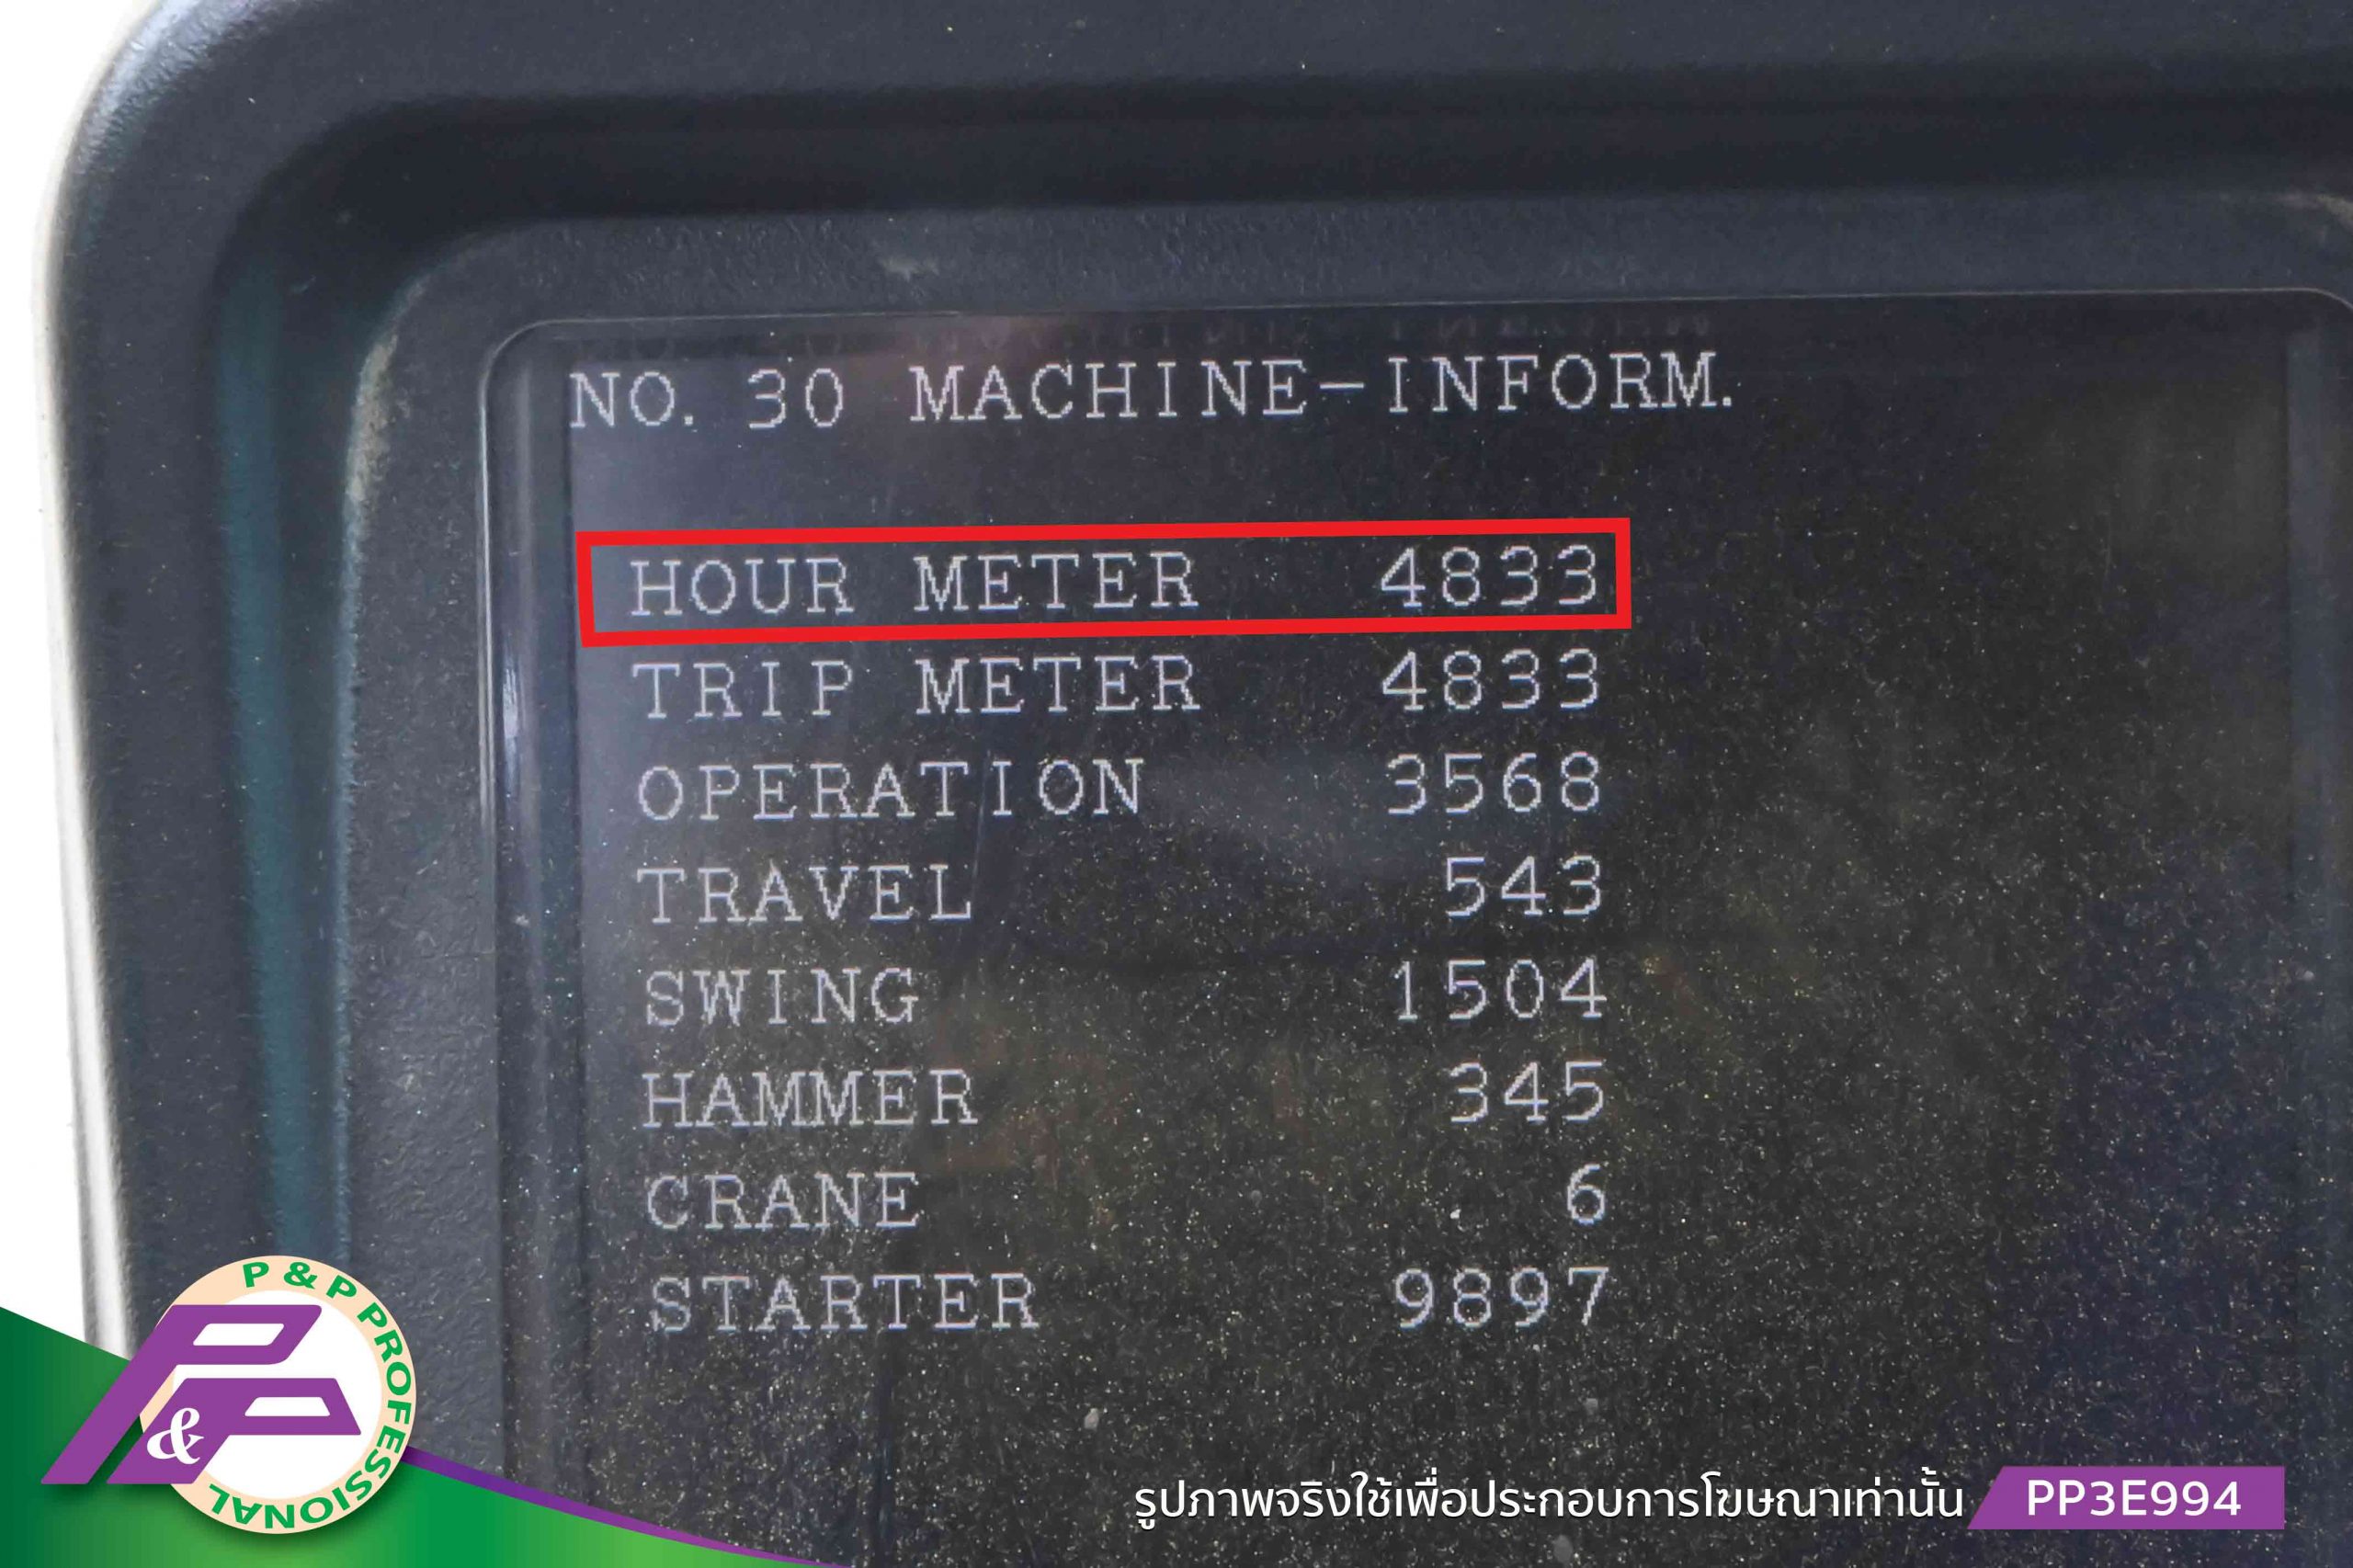 NO. 30 MACHINE-INFORM.
HOUR METER 4833
TRIP METER 4833
OPERATION 3568
TRAVEL 543
SWING 1504
HAMMER 345
CRANE 6
STARTER 9897
P & P PROFESSIONAL
P&P
รูปภาพจริงใช้เพื่อประกอบการโฆษณาเท่านั้น PP3E994